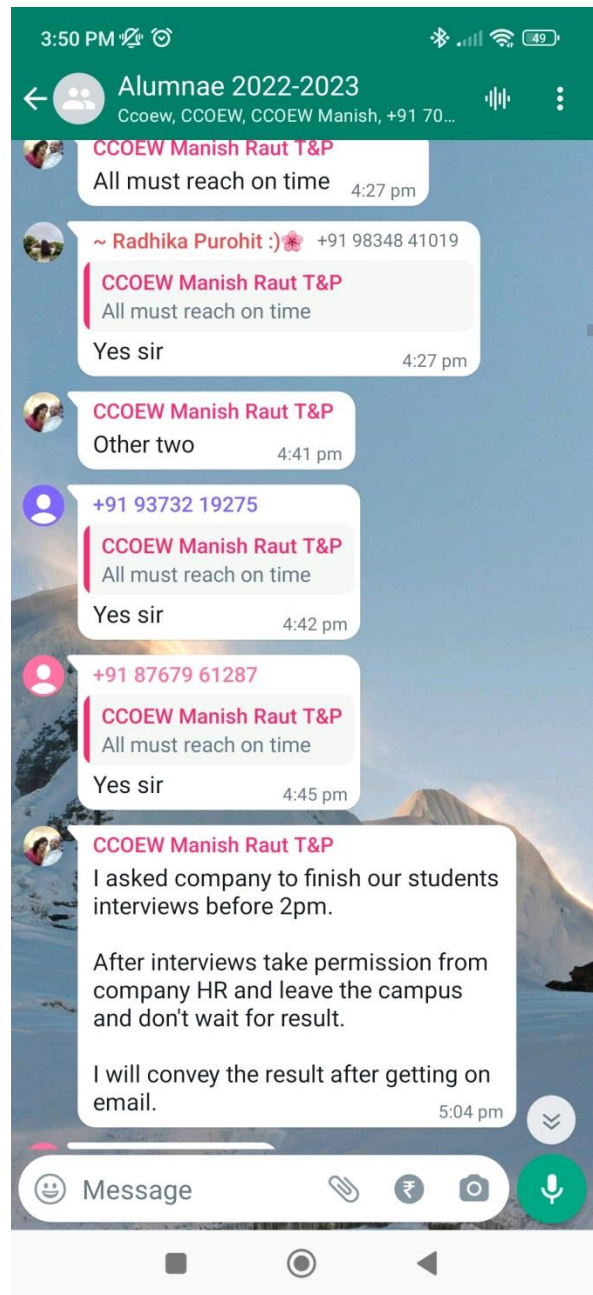 3:50 PM
49
Alumnae 2022-2023
Ccoew, CCOEW, CCOEW Manish, +91 70...
CCOEW Manish Raut T&P
All must reach on time
4:27 pm
~ Radhika Purohit :)🌸 +91 98348 41019
CCOEW Manish Raut T&P
All must reach on time
Yes sir
4:27 pm
CCOEW Manish Raut T&P
Other two
4:41 pm
+91 93732 19275
CCOEW Manish Raut T&P
All must reach on time
Yes sir
4:42 pm
+91 87679 61287
CCOEW Manish Raut T&P
All must reach on time
Yes sir
4:45 pm
CCOEW Manish Raut T&P
I asked company to finish our students
interviews before 2pm.
After interviews take permission from
company HR and leave the campus
and don't wait for result.
I will convey the result after getting on
email.
5:04 pm
Message
₹